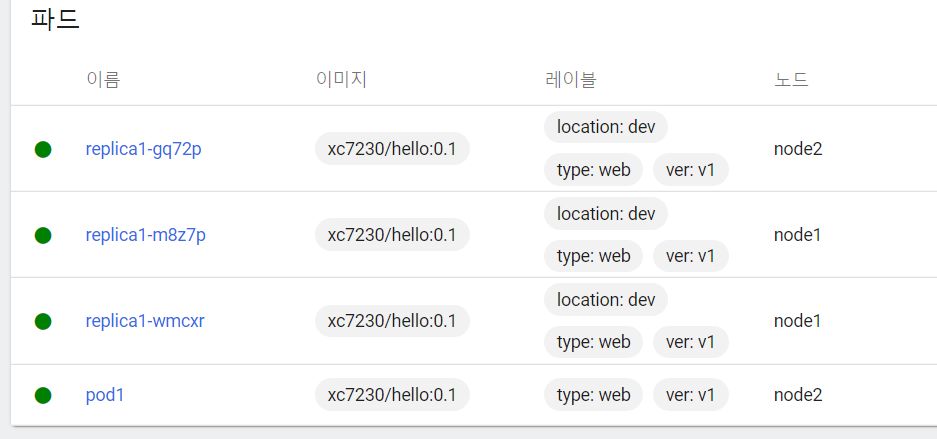 파드
이름 이미지 레이블 노드
replica1-gq72p xc7230/hello:0.1 location: dev type: web ver: v1 node2
replica1-m8z7p xc7230/hello:0.1 location: dev type: web ver: v1 node1
replica1-wmcxr xc7230/hello:0.1 location: dev type: web ver: v1 node1
pod1 xc7230/hello:0.1 type: web ver: v1 node2